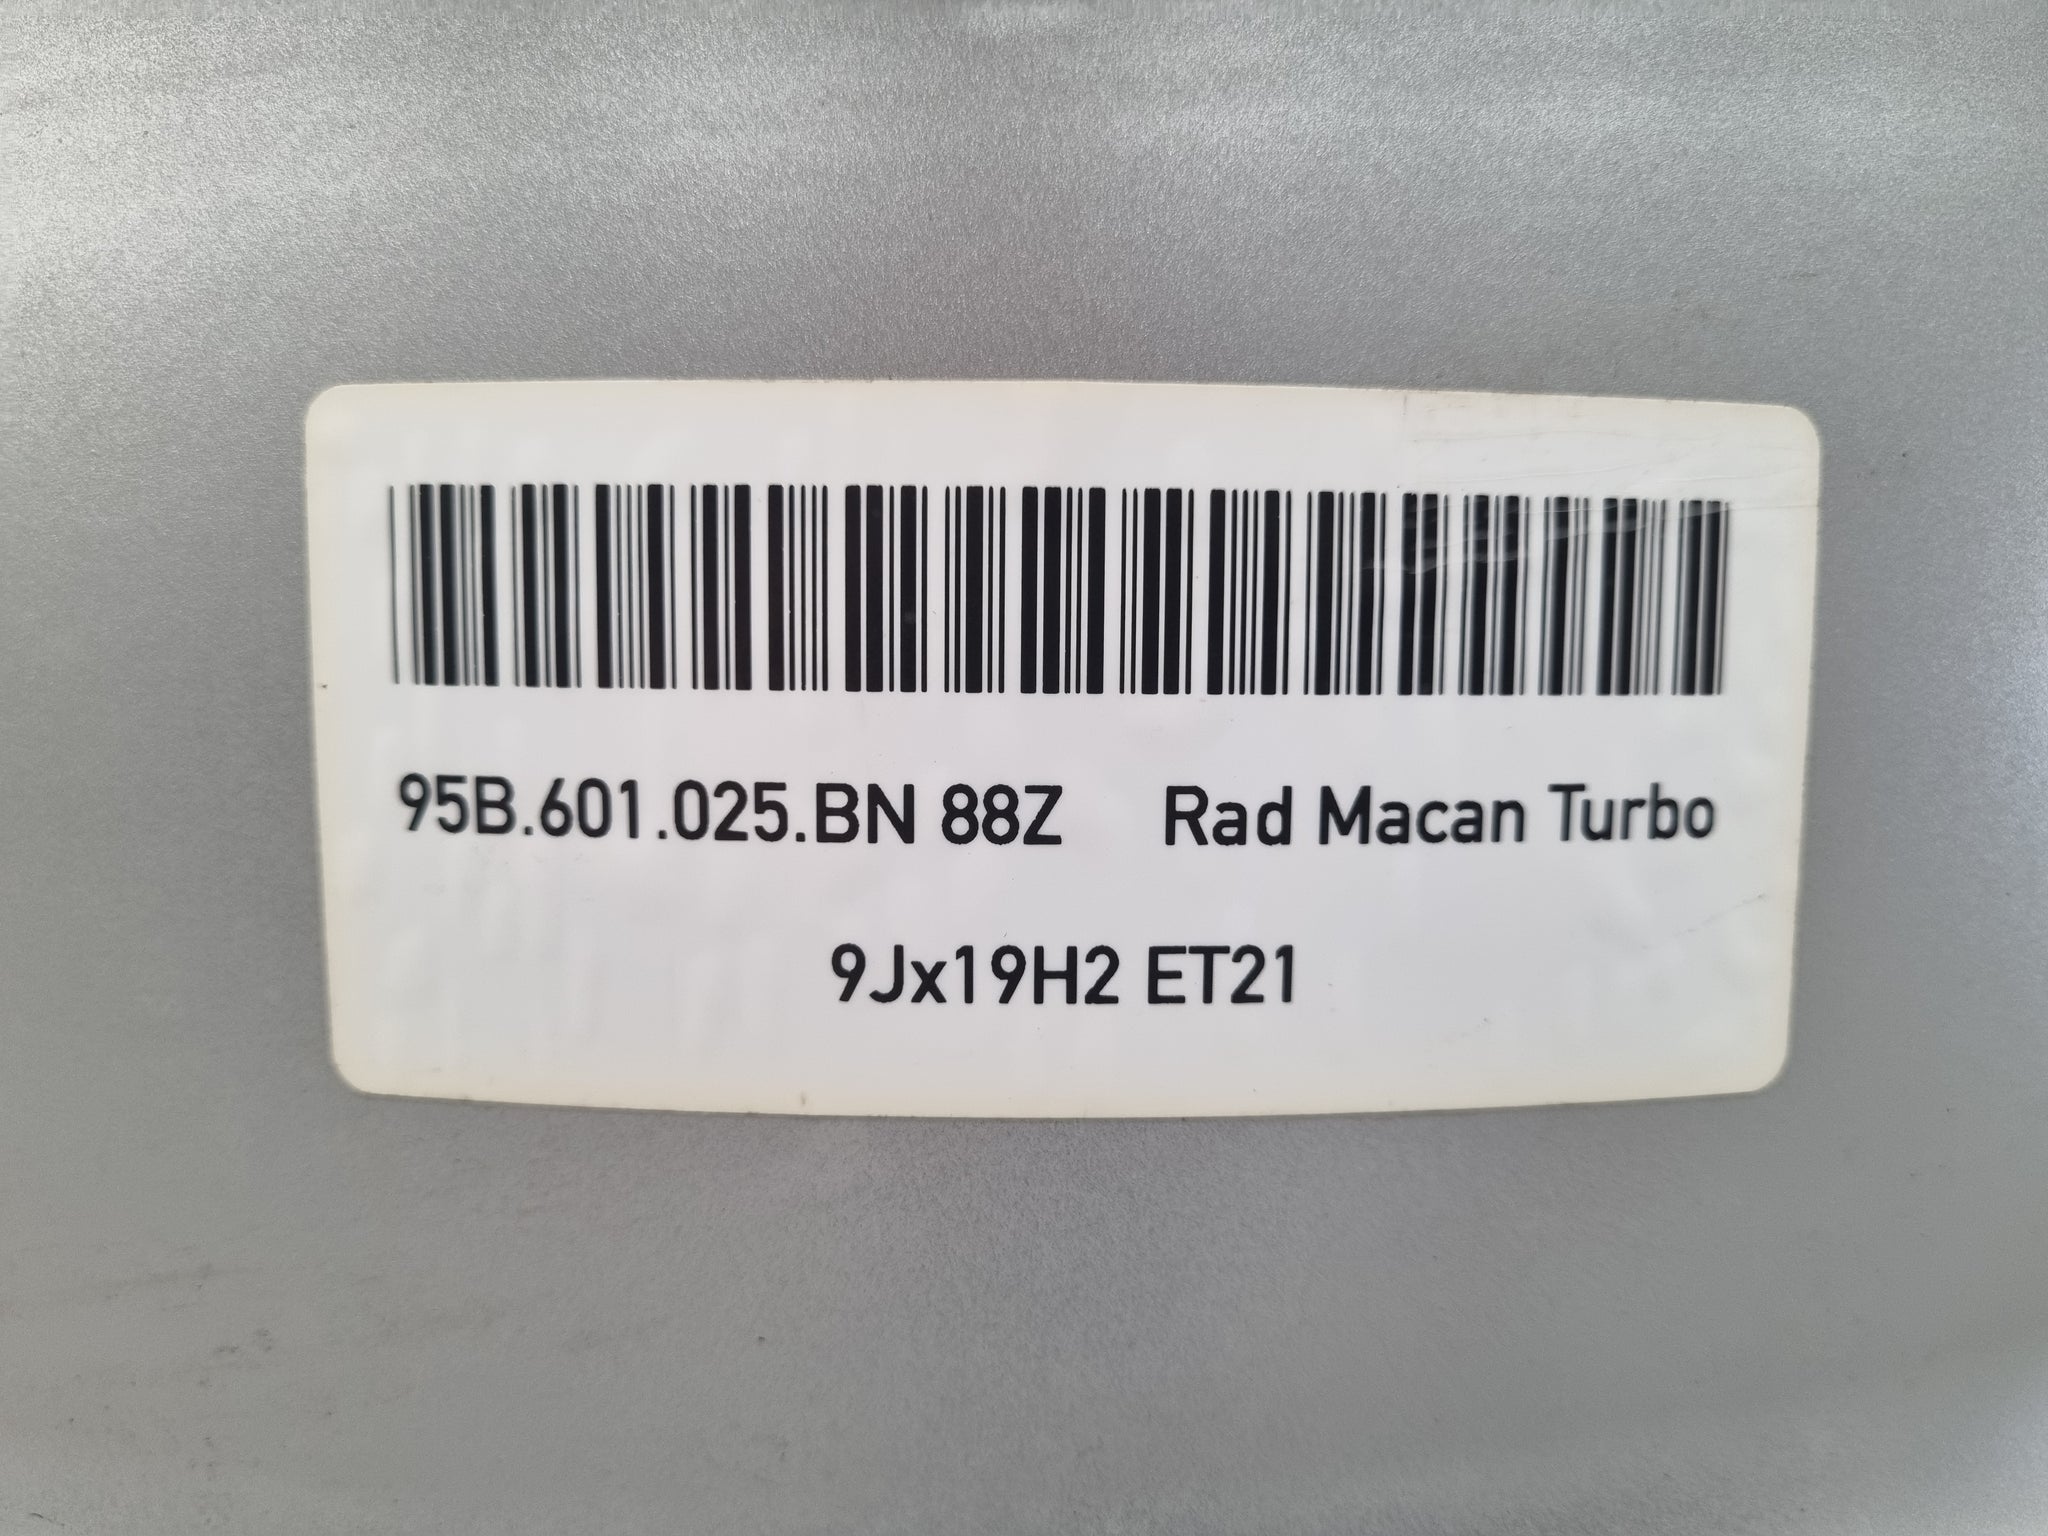 95B.601.025.BN 88Z Rad Macan Turbo
9Jx19H2 ET21